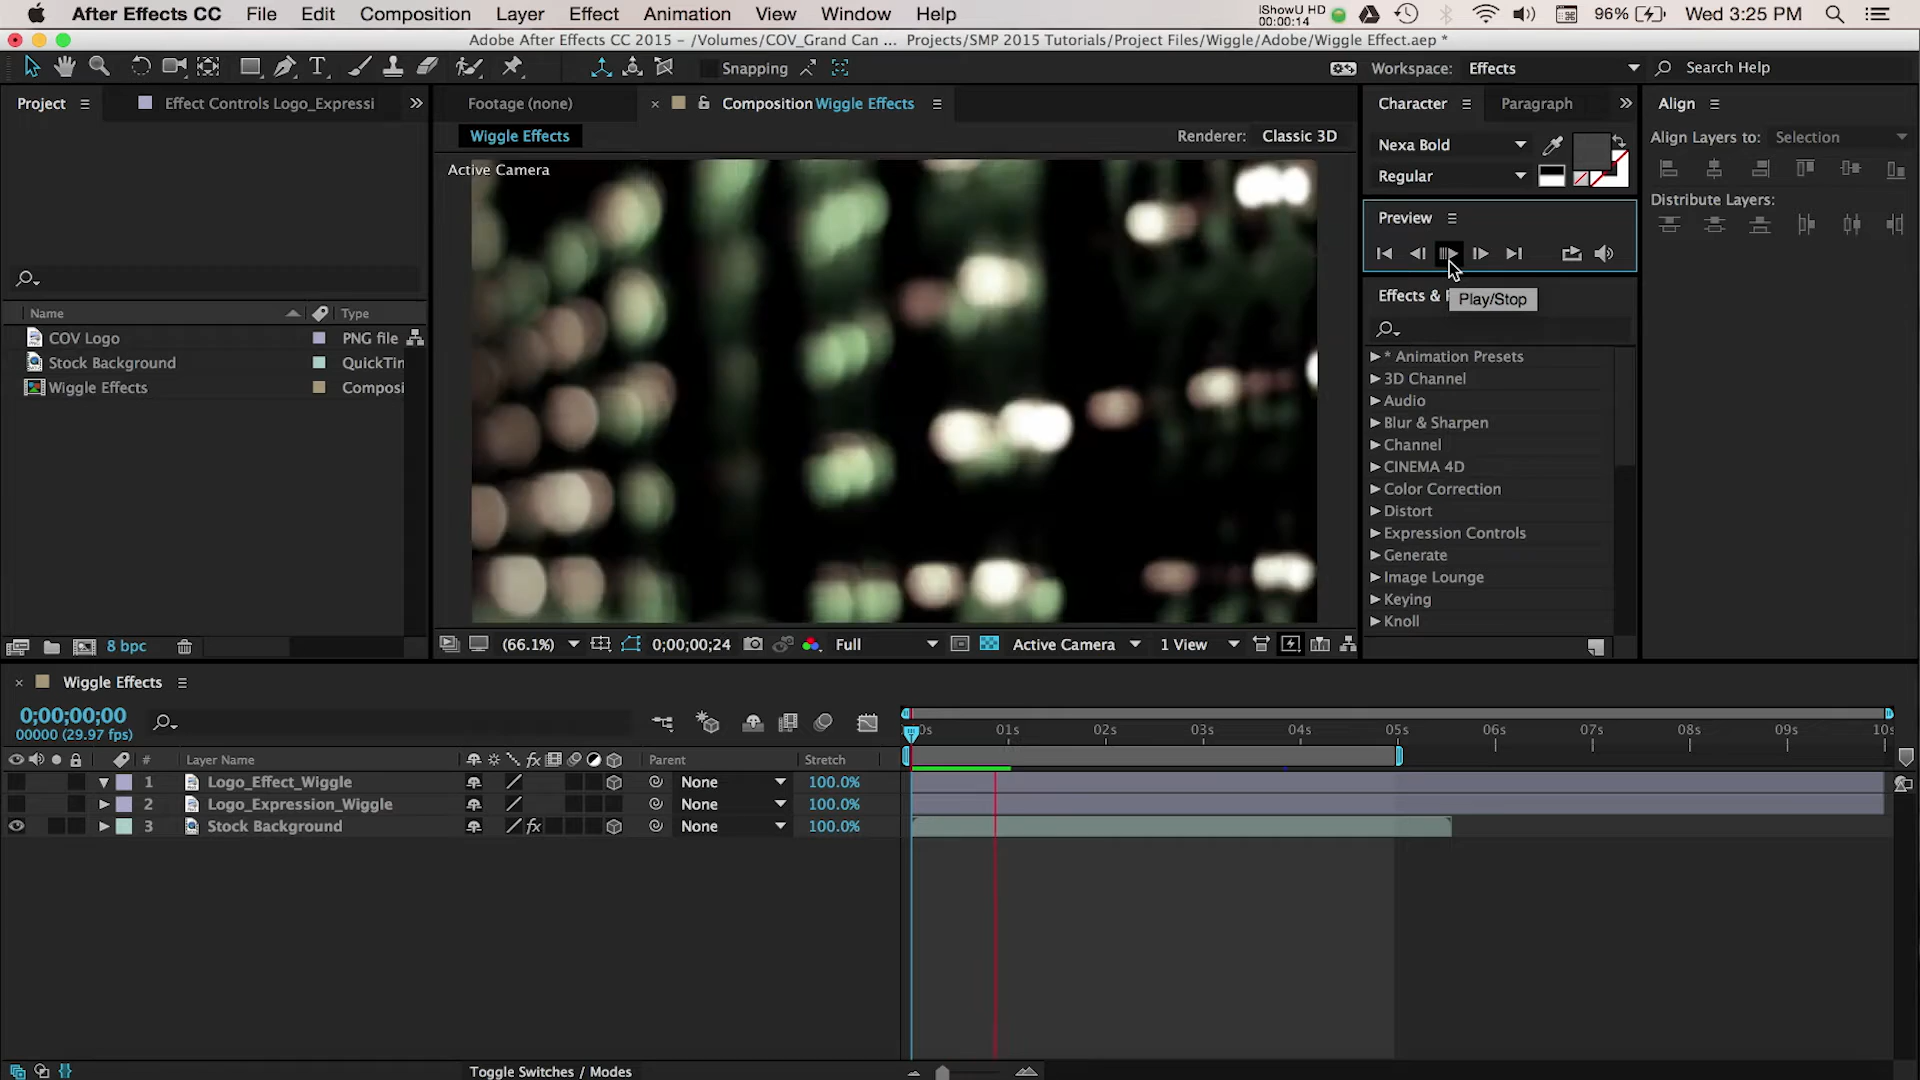 After Effects CC File Edit Composition Layer Effect Animation View Window Help
iShowU HD
00:00:14
96% Wed 3:25 PM
Adobe After Effects CC 2015 - /Volumes/COV_Grand Can ... Projects/SMP 2015 Tutorials/Project Files/Wiggle/Adobe/Wiggle Effect.aep *
Snapping
Workspace: Effects
Search Help
Project
Effect Controls Logo_Expressi
Footage (none)
Composition Wiggle Effects
Character
Paragraph
Align
Wiggle Effects
Renderer: Classic 3D
Align Layers to: Selection
Active Camera
Nexa Bold
Regular
Distribute Layers:
Preview
Effects &
Play/Stop
Name Type
COV Logo PNG file
Stock Background QuickTin
Wiggle Effects Composi
* Animation Presets
3D Channel
Audio
Blur & Sharpen
Channel
CINEMA 4D
Color Correction
Distort
Expression Controls
Generate
Image Lounge
Keying
Knoll
8 bpc
(66.1%) 0;00;00;24 Full Active Camera 1 View
Wiggle Effects
0;00;00;00
00000 (29.97 fps)
0s 01s 02s 03s 04s 05s 06s 07s 08s 09s 10s
# Layer Name fx Parent Stretch
1 Logo_Effect_Wiggle None 100.0%
2 Logo_Expression_Wiggle None 100.0%
3 Stock Background fx None 100.0%
Toggle Switches / Modes